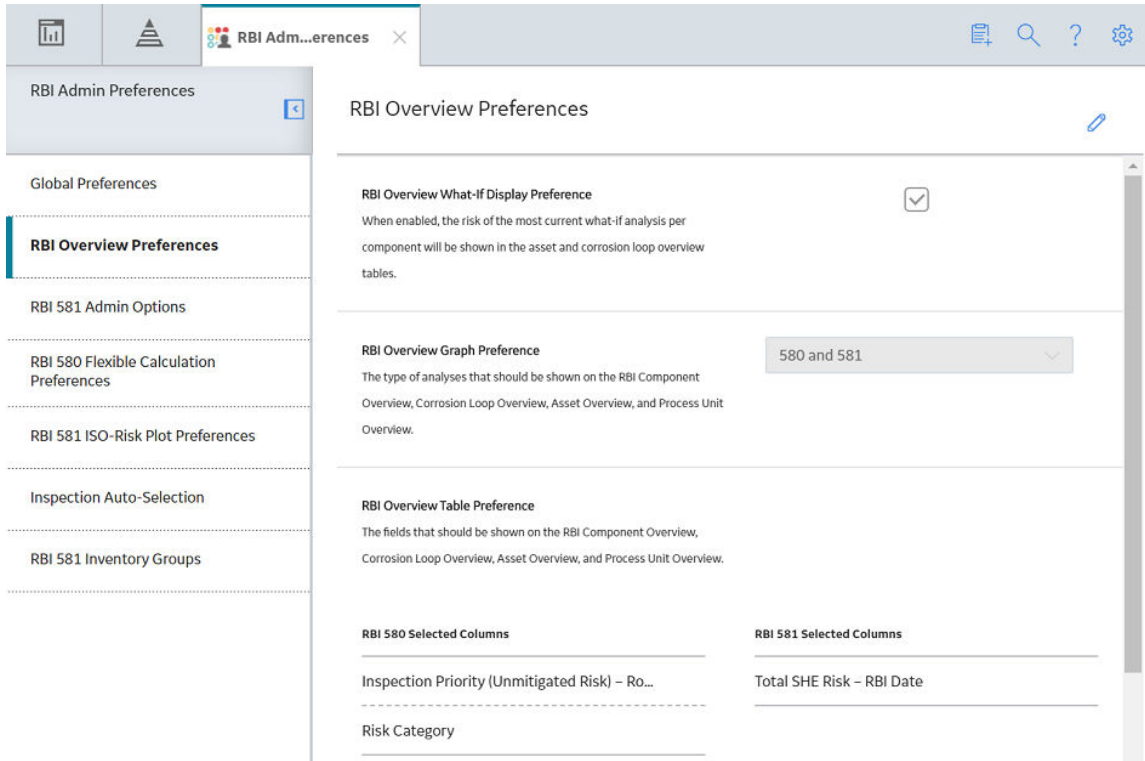 RBI Adm...erences
RBI Admin Preferences
Global Preferences
RBI Overview Preferences
RBI 581 Admin Options
RBI 580 Flexible Calculation
Preferences
RBI 581 ISO-Risk Plot Preferences
Inspection Auto-Selection
RBI 581 Inventory Groups
RBI Overview Preferences
RBI Overview What-If Display Preference
When enabled, the risk of the most current what-if analysis per
component will be shown in the asset and corrosion loop overview
tables.
RBI Overview Graph Preference
The type of analyses that should be shown on the RBI Component
Overview, Corrosion Loop Overview, Asset Overview, and Process Unit
Overview.
580 and 581
RBI Overview Table Preference
The fields that should be shown on the RBI Component Overview,
Corrosion Loop Overview, Asset Overview, and Process Unit Overview.
RBI 580 Selected Columns
Inspection Priority (Unmitigated Risk) – Ro...
Risk Category
RBI 581 Selected Columns
Total SHE Risk – RBI Date